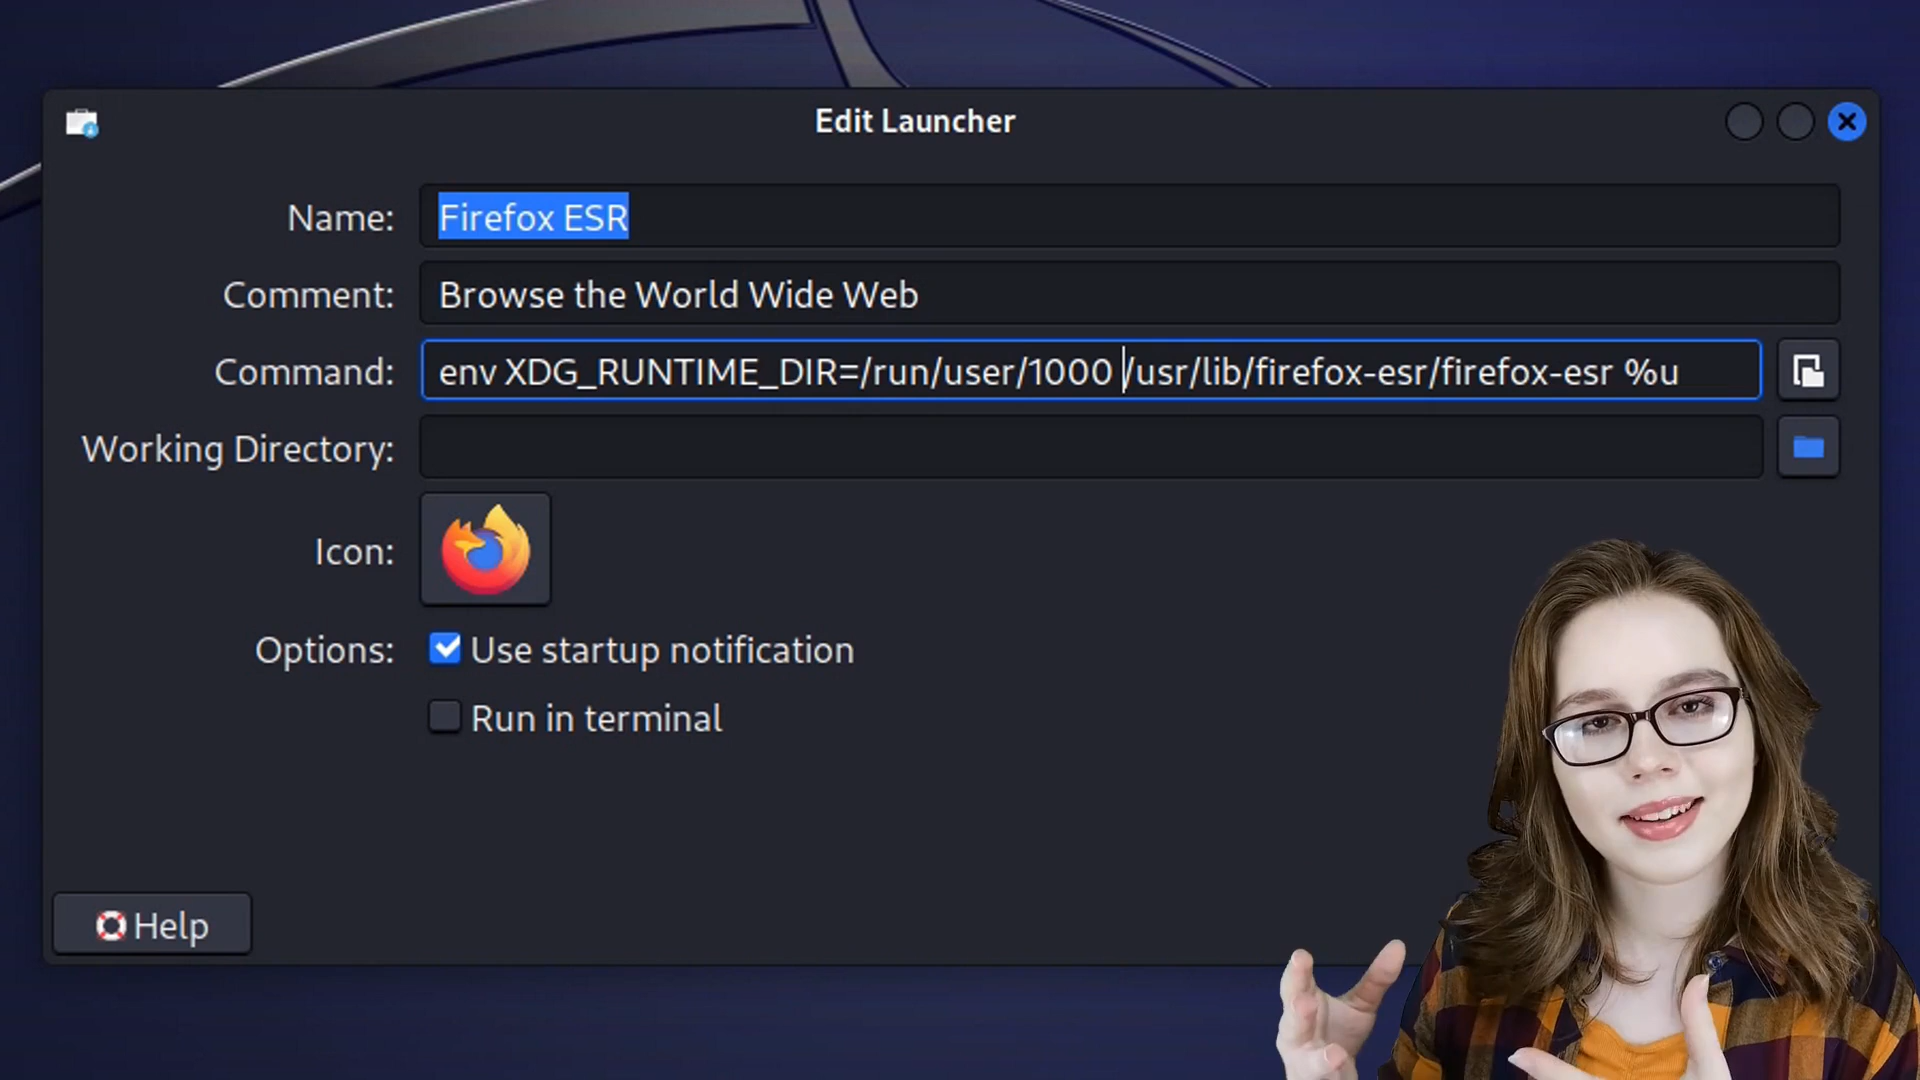 Edit Launcher
Name: Firefox ESR
Comment: Browse the World Wide Web
Command: env XDG_RUNTIME_DIR=/run/user/1000 /usr/lib/firefox-esr/firefox-esr %u
Working Directory:
Icon:
Options: Use startup notification
Run in terminal
Help